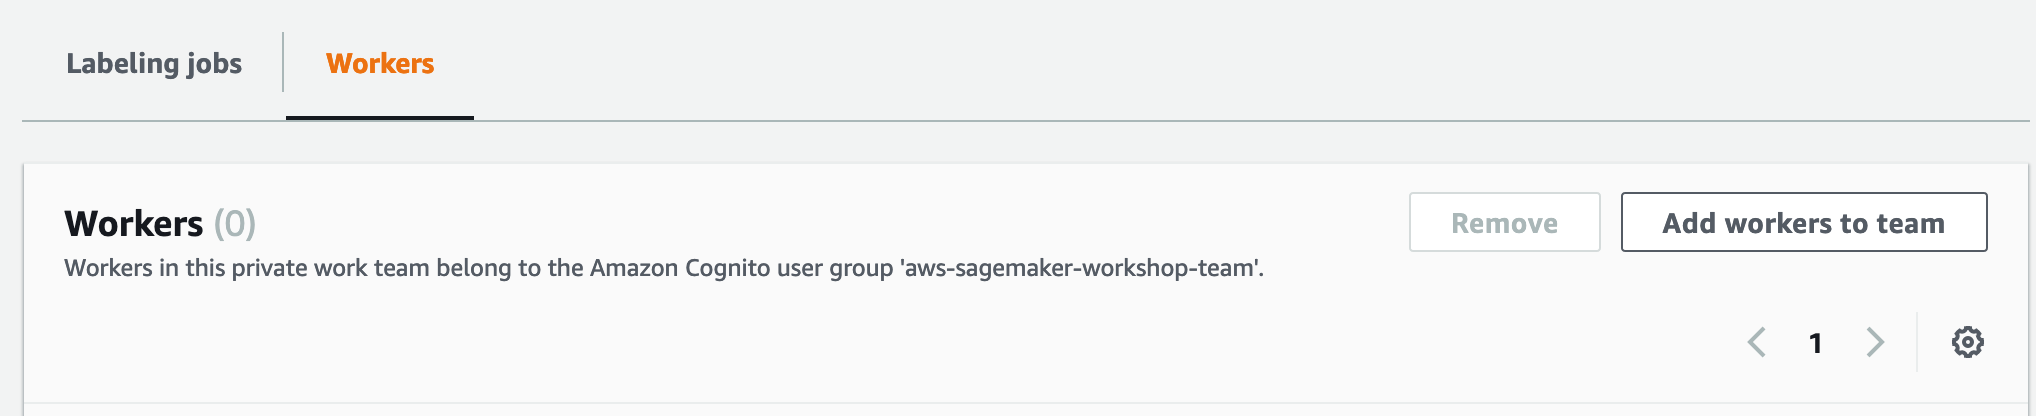 Labeling jobs
Workers
Workers (0)
Remove
Add workers to team
Workers in this private work team belong to the Amazon Cognito user group 'aws-sagemaker-workshop-team'.
1